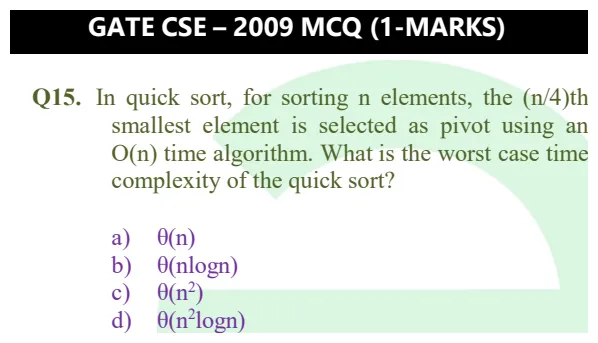 GATE CSE – 2009 MCQ (1-MARKS)
Q15. In quick sort, for sorting n elements, the (n/4)th
smallest element is selected as pivot using an
O(n) time algorithm. What is the worst case time
complexity of the quick sort?
a) θ(n)
b) θ(nlogn)
c) θ(n²)
d) θ(n²logn)